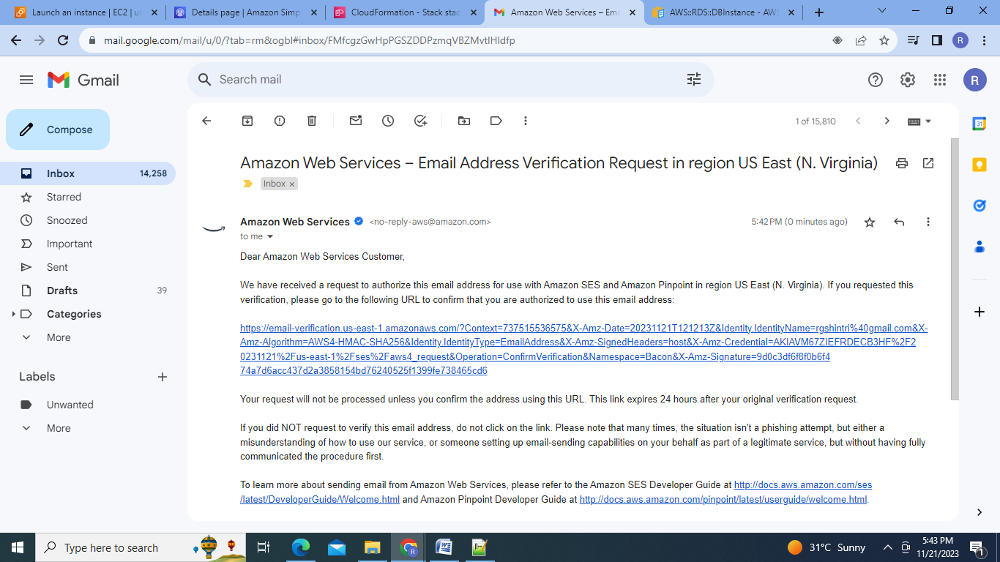 Launch an instance | EC2 | us
Details page | Amazon Simp
CloudFormation - Stack stac
Amazon Web Services – Ema
AWS::RDS::DBInstance - AWS
mail.google.com/mail/u/0/?tab=rm&ogbl#inbox/FMfcgzGwHpPGSZDDPzmqVBZMvtlHldfp
R
Gmail
Search mail
R
Compose
1 of 15,810
31
Inbox 14,258
Starred
Snoozed
Important
Sent
Drafts 39
Categories
More
Labels
Unwanted
More
Amazon Web Services – Email Address Verification Request in region US East (N. Virginia)
Inbox ×
Amazon Web Services <no-reply-aws@amazon.com> 5:42 PM (0 minutes ago)
to me
Dear Amazon Web Services Customer,
We have received a request to authorize this email address for use with Amazon SES and Amazon Pinpoint in region US East (N. Virginia). If you requested this
verification, please go to the following URL to confirm that you are authorized to use this email address:
https://email-verification.us-east-1.amazonaws.com/?Context=737515536575&X-Amz-Date=20231121T121213Z&Identity.IdentityName=rgshintri%40gmail.com&X-
Amz-Algorithm=AWS4-HMAC-SHA256&Identity.IdentityType=EmailAddress&X-Amz-SignedHeaders=host&X-Amz-Credential=AKIAVM67ZIEFRDECB3HF%2F2
0231121%2Fus-east-1%2Fses%2Faws4_request&Operation=ConfirmVerification&Namespace=Bacon&X-Amz-Signature=9d0c3df6f8f0b6f4
74a7d6acc437d2a3858154bd76240525f1399fe738465cd6
Your request will not be processed unless you confirm the address using this URL. This link expires 24 hours after your original verification request.
If you did NOT request to verify this email address, do not click on the link. Please note that many times, the situation isn't a phishing attempt, but either a
misunderstanding of how to use our service, or someone setting up email-sending capabilities on your behalf as part of a legitimate service, but without having fully
communicated the procedure first.
To learn more about sending email from Amazon Web Services, please refer to the Amazon SES Developer Guide at http://docs.aws.amazon.com/ses
/latest/DeveloperGuide/Welcome.html and Amazon Pinpoint Developer Guide at http://docs.aws.amazon.com/pinpoint/latest/userguide/welcome.html.
Type here to search
31°C Sunny
5:43 PM
11/21/2023
1